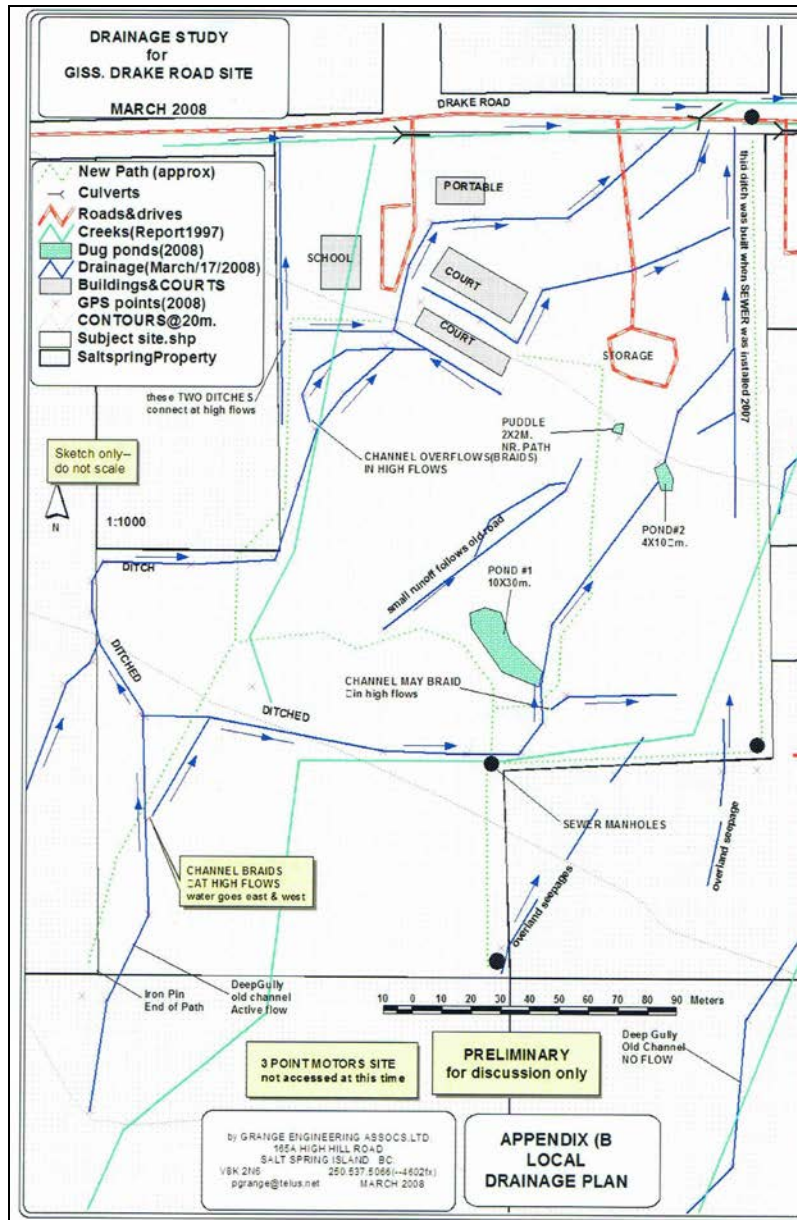 DRAINAGE STUDY
for
GISS. DRAKE ROAD SITE
MARCH 2008
DRAKE ROAD
New Path (approx)
Culverts
Roads&drives
Creeks(Report1997)
Dug ponds(2008)
Drainage(March/17/2008)
Buildings&COURTS
GPS points(2008)
CONTOURS@20m.
Subject site.shp
SaltspringProperty
PORTABLE
SCHOOL
COURT
COURT
STORAGE
this ditch was built when SEWER was installed 2007
these TWO DITCHES
connect at high flows
CHANNEL OVERFLOWS(BRAIDS)
IN HIGH FLOWS
PUDDLE
2X2M.
NR. PATH
Sketch only--
do not scale
N
1:1000
POND#2
4X10□m.
small runoff follows old road
POND #1
10X30m.
DITCH
DITCHED
CHANNEL MAY BRAID
□in high flows
DITCHED
SEWER MANHOLES
overland seepage
overland seepages
CHANNEL BRAIDS
□AT HIGH FLOWS
water goes east & west
Iron Pin
End of Path
DeepGully
old channel
Active flow
10 0 10 20 30 40 50 60 70 80 90 Meters
Deep Gully
Old Channel
NO FLOW
3 POINT MOTORS SITE
not accessed at this time
PRELIMINARY
for discussion only
by GRANGE ENGINEERING ASSOCS.LTD.
165A HIGH HILL ROAD
SALT SPRING ISLAND BC.
V8K 2N6 250.537.5066(--4602fx)
pgrange@telus.net MARCH 2008
APPENDIX (B
LOCAL
DRAINAGE PLAN